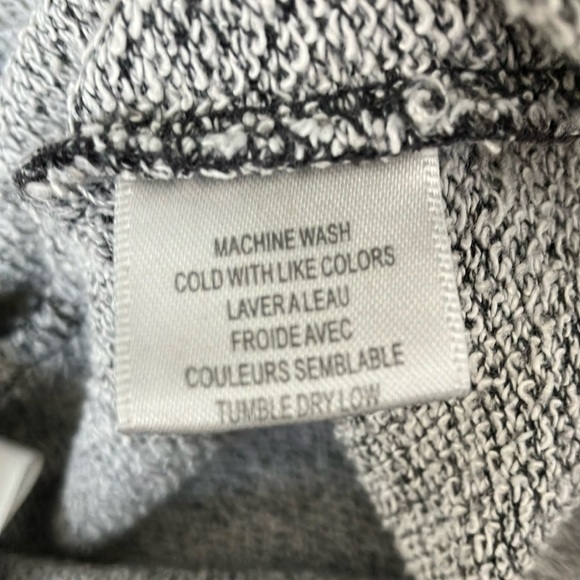 MACHINE WASH
COLD WITH LIKE COLORS
LAVER A LEAU
FROIDE AVEC
COULEURS SEMBLABLE
TUMBLE DRY LOW